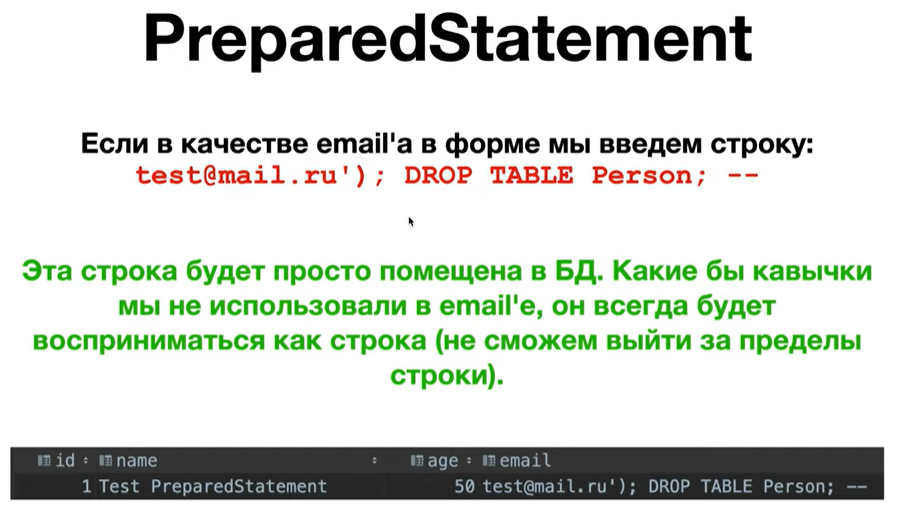 PreparedStatement
Если в качестве email'а в форме мы введем строку:
test@mail.ru'); DROP TABLE Person; --
Эта строка будет просто помещена в БД. Какие бы кавычки
мы не использовали в email'е, он всегда будет
восприниматься как строка (не сможем выйти за пределы
строки).
id name age email
1 Test PreparedStatement 50 test@mail.ru'); DROP TABLE Person; --